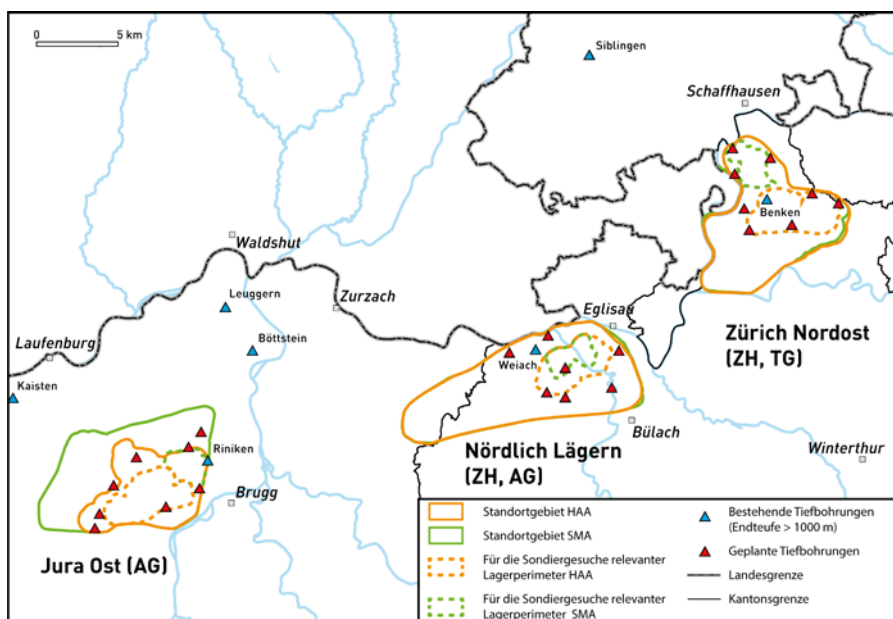 0
5 km
Siblingen
Schaffhausen
Benken
Waldshut
Leuggern
Zurzach
Eglisau
Zürich Nordost
(ZH, TG)
Laufenburg
Böttstein
Weiach
Kaisten
Riniken
Bülach
Nördlich Lägern
(ZH, AG)
Winterthur
Brugg
Jura Ost (AG)
Standortgebiet HAA
Standortgebiet SMA
Für die Sondiergesuche relevanter
Lagerperimeter HAA
Für die Sondiergesuche relevanter
Lagerperimeter SMA
Bestehende Tiefbohrungen
(Endteufe > 1000 m)
Geplante Tiefbohrungen
Landesgrenze
Kantonsgrenze